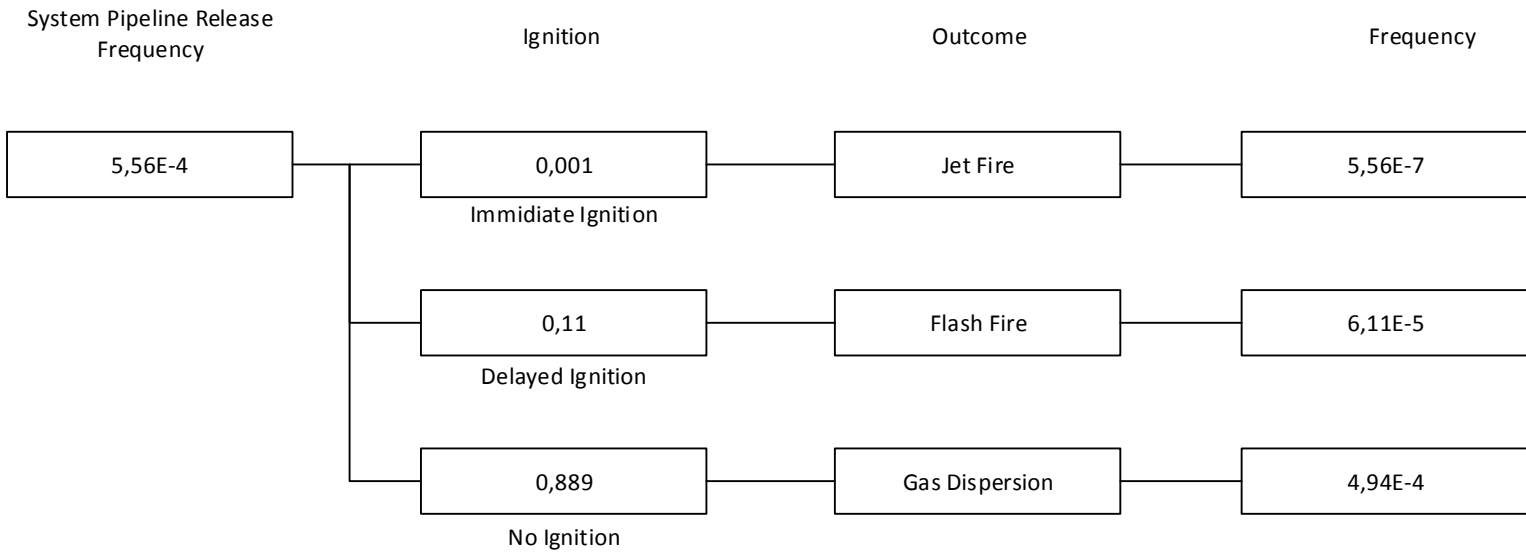 System Pipeline Release
Frequency
Ignition
Outcome
Frequency
5,56E-4
0,001
Jet Fire
5,56E-7
Immidiate Ignition
0,11
Flash Fire
6,11E-5
Delayed Ignition
0,889
Gas Dispersion
4,94E-4
No Ignition